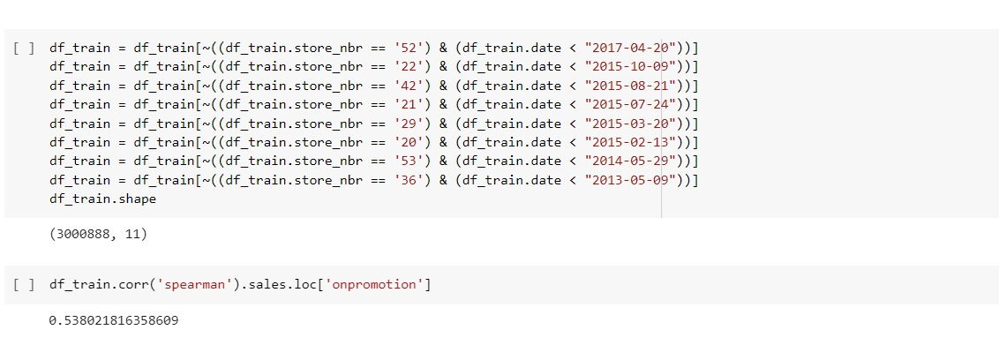 [ ] df_train = df_train[~((df_train.store_nbr == '52') & (df_train.date < "2017-04-20"))]
df_train = df_train[~((df_train.store_nbr == '22') & (df_train.date < "2015-10-09"))]
df_train = df_train[~((df_train.store_nbr == '42') & (df_train.date < "2015-08-21"))]
df_train = df_train[~((df_train.store_nbr == '21') & (df_train.date < "2015-07-24"))]
df_train = df_train[~((df_train.store_nbr == '29') & (df_train.date < "2015-03-20"))]
df_train = df_train[~((df_train.store_nbr == '20') & (df_train.date < "2015-02-13"))]
df_train = df_train[~((df_train.store_nbr == '53') & (df_train.date < "2014-05-29"))]
df_train = df_train[~((df_train.store_nbr == '36') & (df_train.date < "2013-05-09"))]
df_train.shape
(3000888, 11)
[ ] df_train.corr('spearman').sales.loc['onpromotion']
0.538021816358609